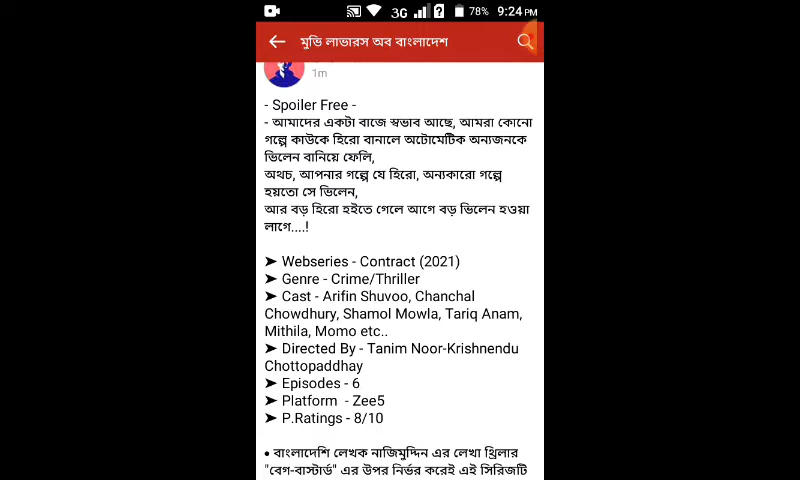 3G 78% 9:24 PM
মুভি লাভারস অব বাংলাদেশ
1m
- Spoiler Free -
- আমাদের একটা বাজে স্বভাব আছে, আমরা কোনো
গল্পে কাউকে হিরো বানালে অটোমেটিক অন্যজনকে
ভিলেন বানিয়ে ফেলি,
অথচ, আপনার গল্পে যে হিরো, অন্যকারো গল্পে
হয়তো সে ভিলেন,
আর বড় হিরো হইতে গেলে আগে বড় ভিলেন হওয়া
লাগে....!
➤ Webseries - Contract (2021)
➤ Genre - Crime/Thriller
➤ Cast - Arifin Shuvoo, Chanchal
Chowdhury, Shamol Mowla, Tariq Anam,
Mithila, Momo etc..
➤ Directed By - Tanim Noor-Krishnendu
Chottopaddhay
➤ Episodes - 6
➤ Platform - Zee5
➤ P.Ratings - 8/10
• বাংলাদেশি লেখক নাজিমুদ্দিন এর লেখা থ্রিলার
"বেগ-বাস্টার্ড" এর উপর নির্ভর করেই এই সিরিজটি